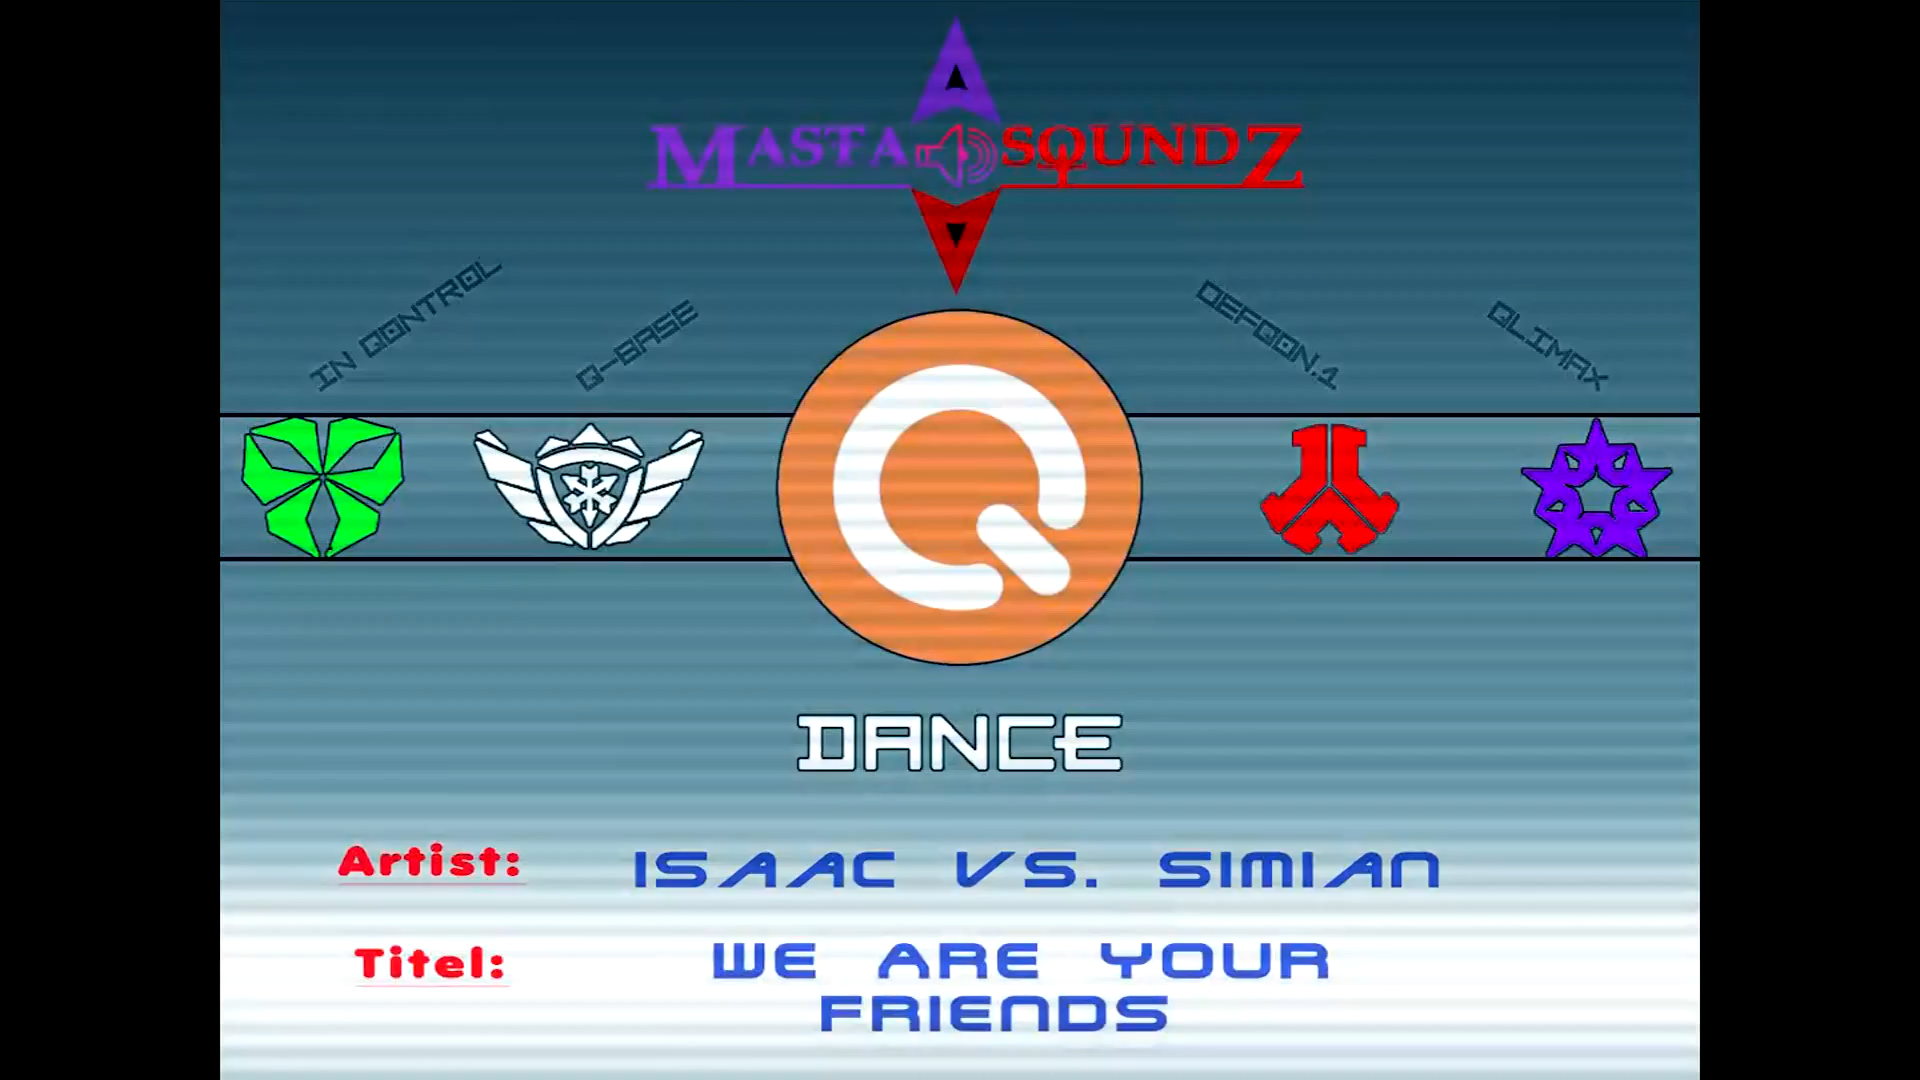 MASTA SOUNDZ
IN QONTROL
Q-BASE
DEFQON.1
QLIMAX
Q
DANCE
Artist: ISAAC VS. SIMIAN
Titel: WE ARE YOUR
FRIENDS